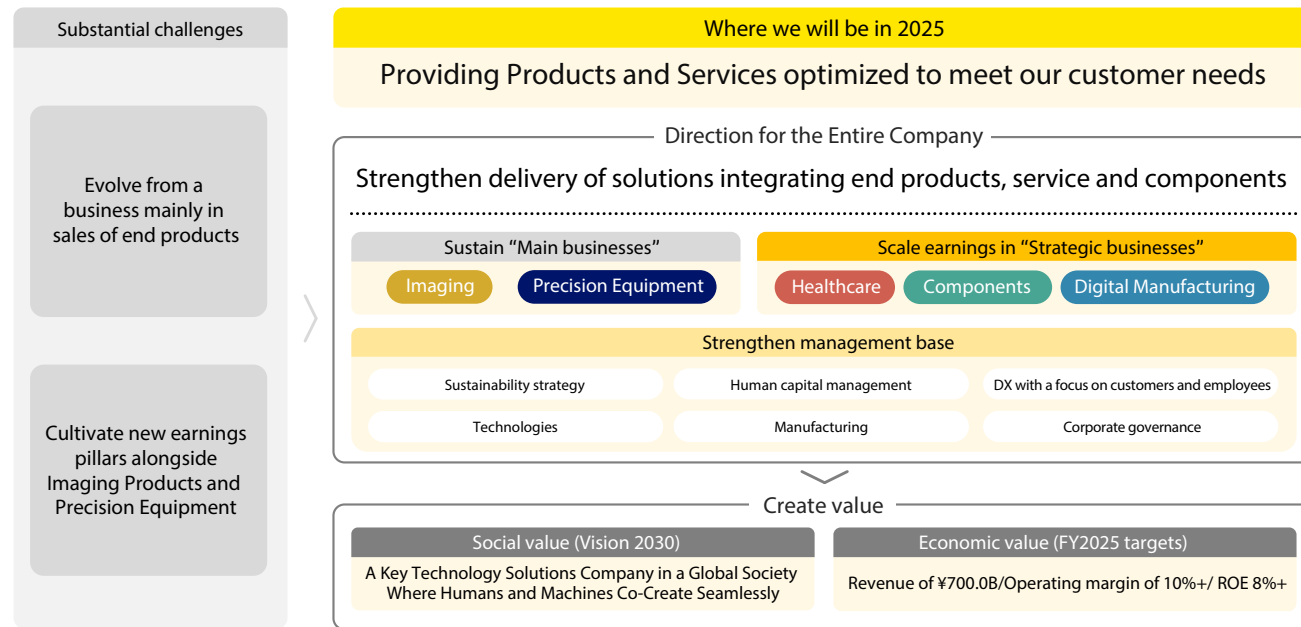 Substantial challenges
Evolve from a
business mainly in
sales of end products
Cultivate new earnings
pillars alongside
Imaging Products and
Precision Equipment
Where we will be in 2025
Providing Products and Services optimized to meet our customer needs
Direction for the Entire Company
Strengthen delivery of solutions integrating end products, service and components
Sustain “Main businesses”
Imaging
Precision Equipment
Scale earnings in “Strategic businesses”
Healthcare
Components
Digital Manufacturing
Strengthen management base
Sustainability strategy
Human capital management
DX with a focus on customers and employees
Technologies
Manufacturing
Corporate governance
Create value
Social value (Vision 2030)
A Key Technology Solutions Company in a Global Society
Where Humans and Machines Co-Create Seamlessly
Economic value (FY2025 targets)
Revenue of ¥700.0B/Operating margin of 10%+/ ROE 8%+